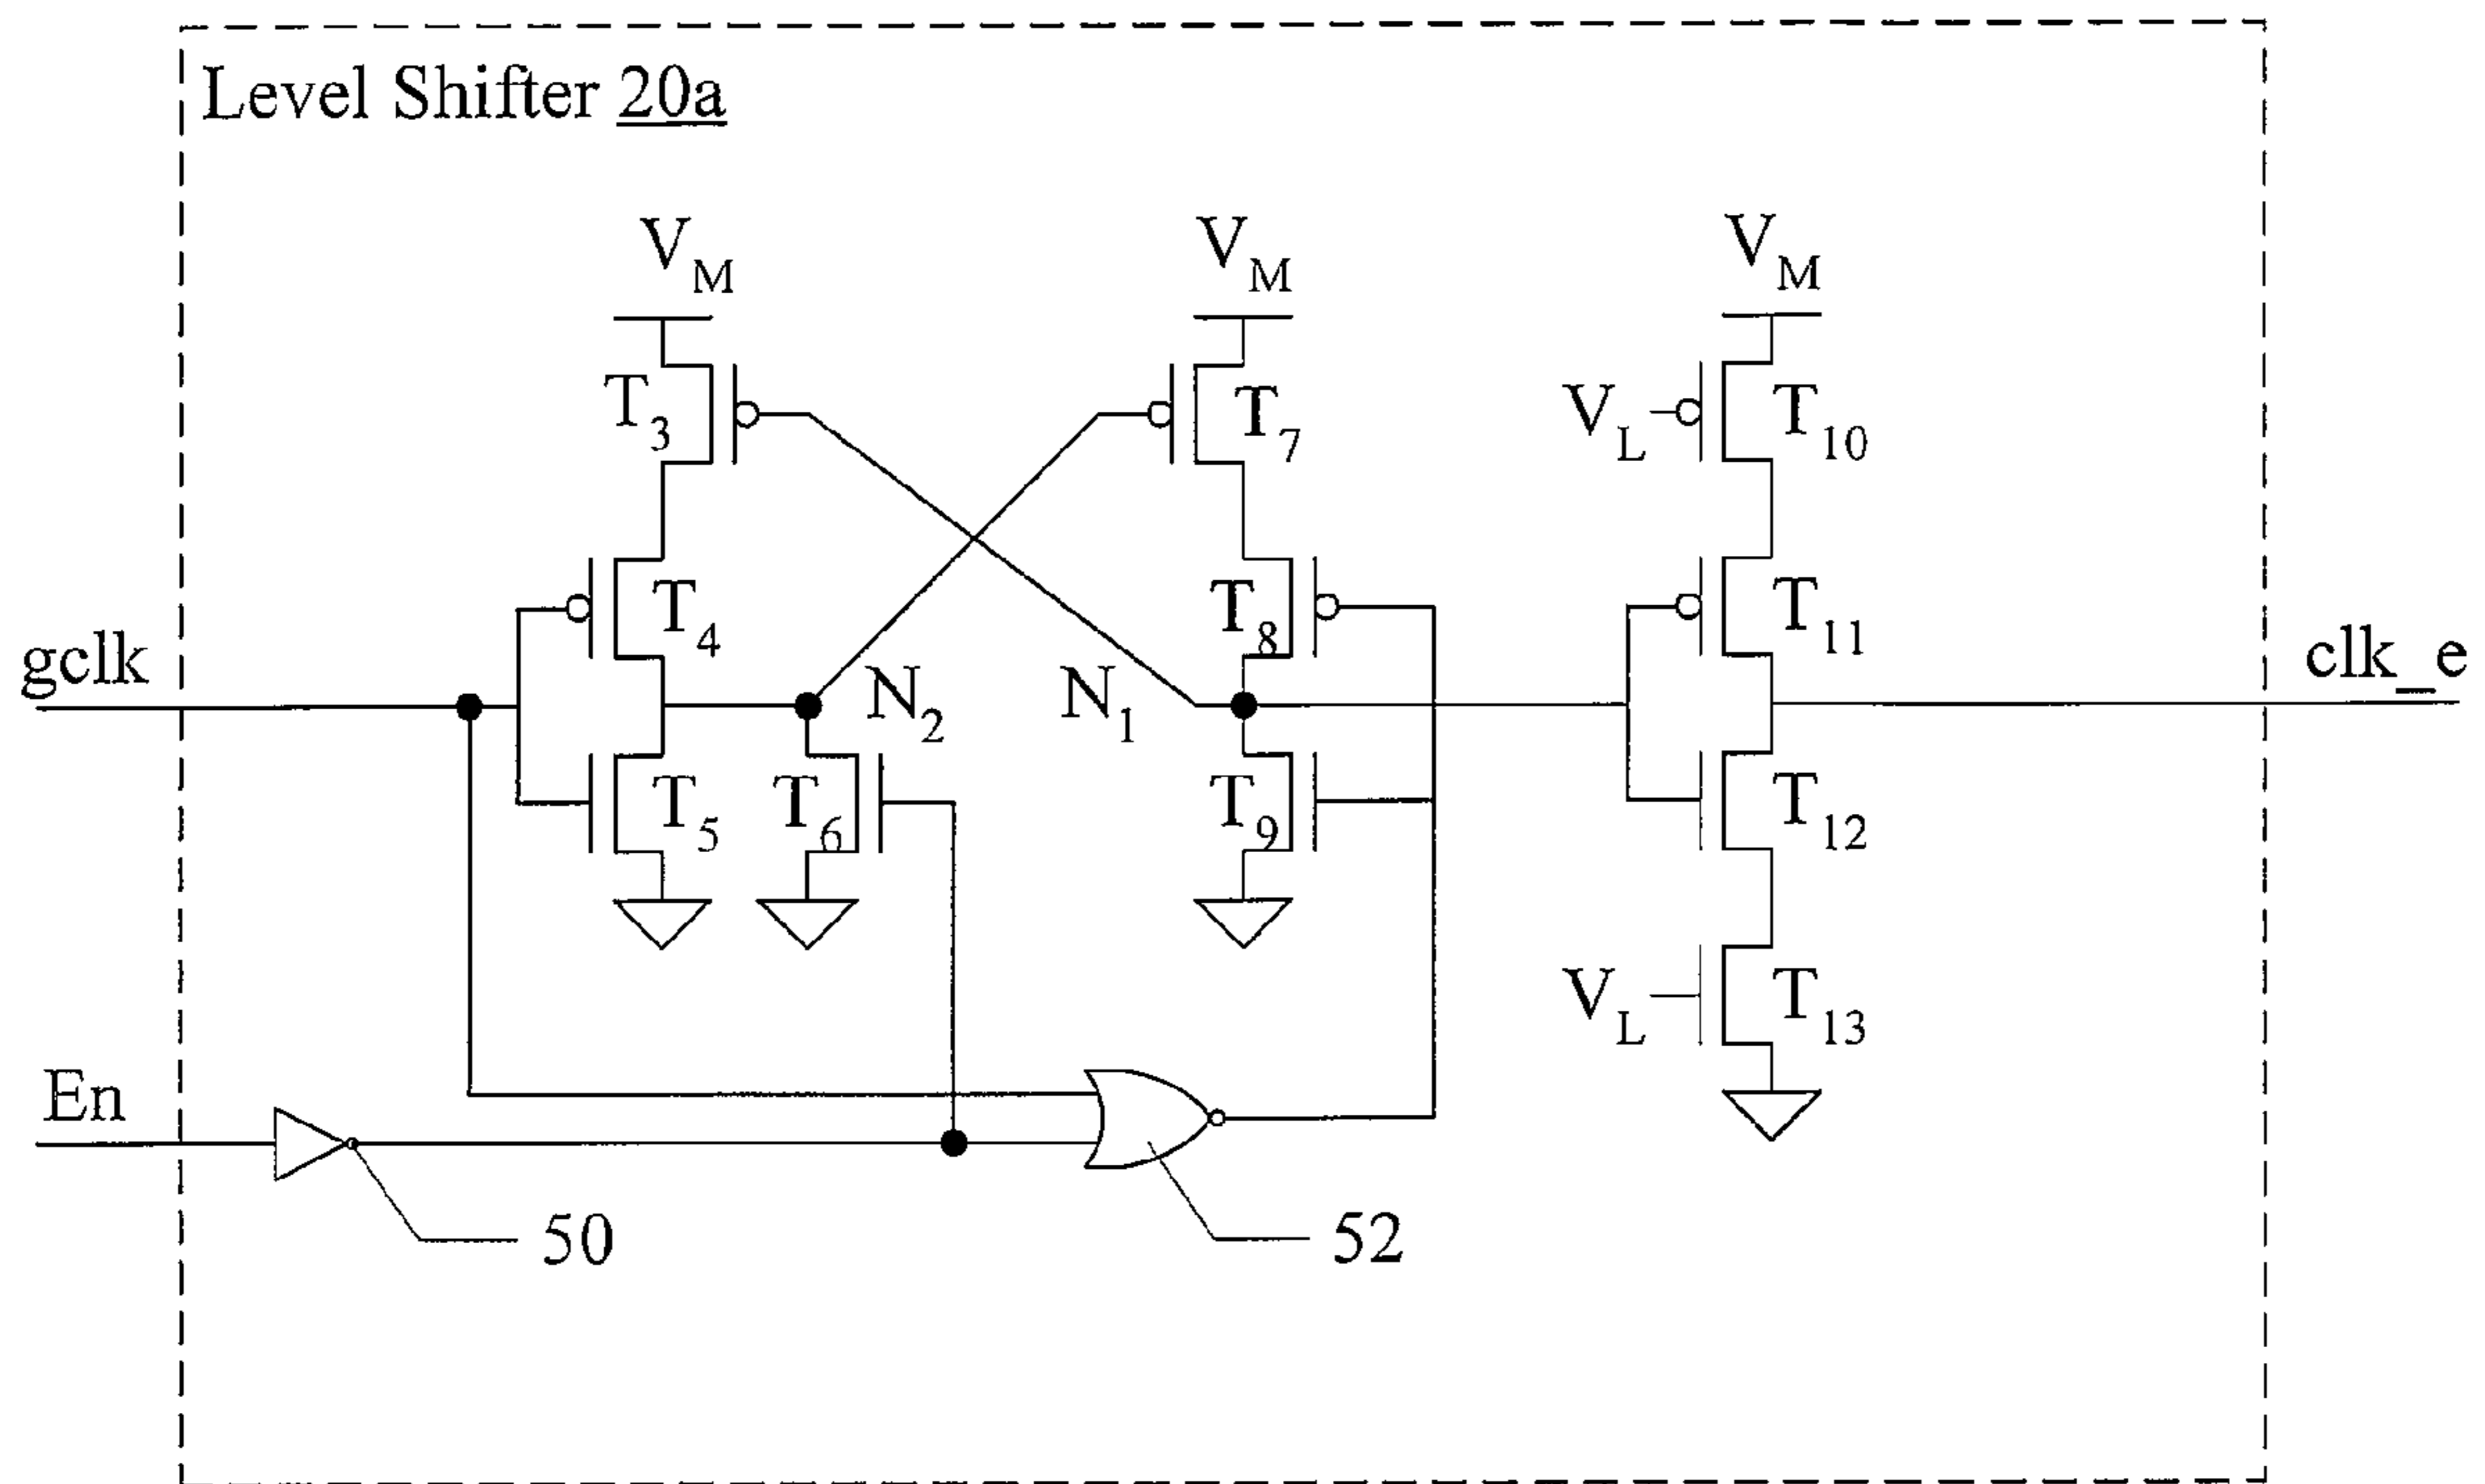 Level Shifter 20a
V_M V_M V_M
T_3 T_7 V_L T_10
T_4 T_8 T_11
gclk N_2 N_1 clk_e
T_5 T_6 T_9 T_12
V_L T_13
En
50 52